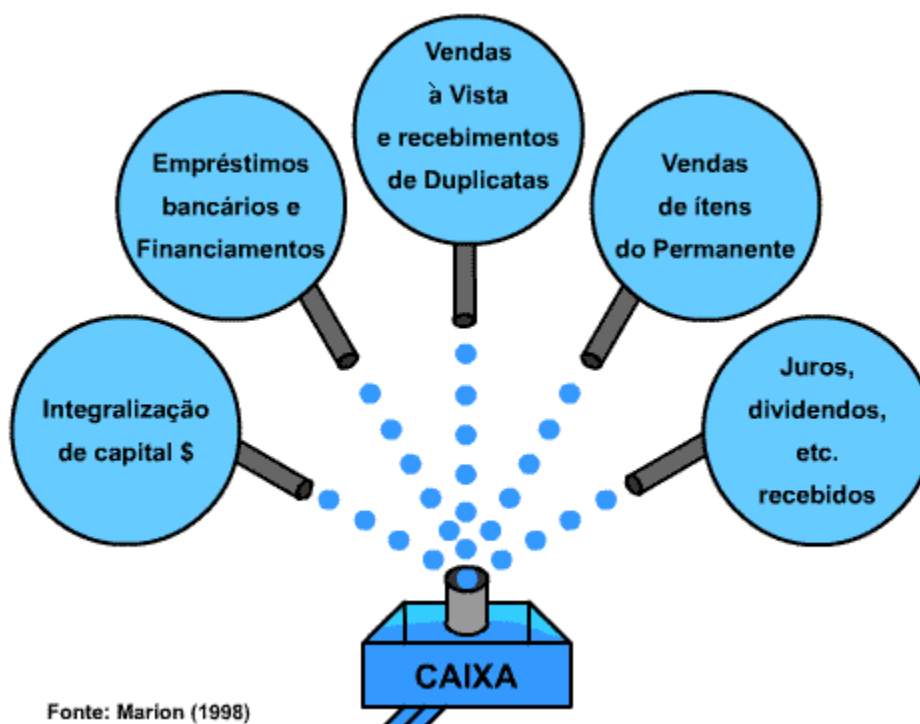 Vendas
à Vista
e recebimentos
de Duplicatas
Empréstimos
bancários e
Financiamentos
Vendas
de ítens
do Permanente
Integralização
de capital $
Juros,
dividendos,
etc.
recebidos
CAIXA
Fonte: Marion (1998)